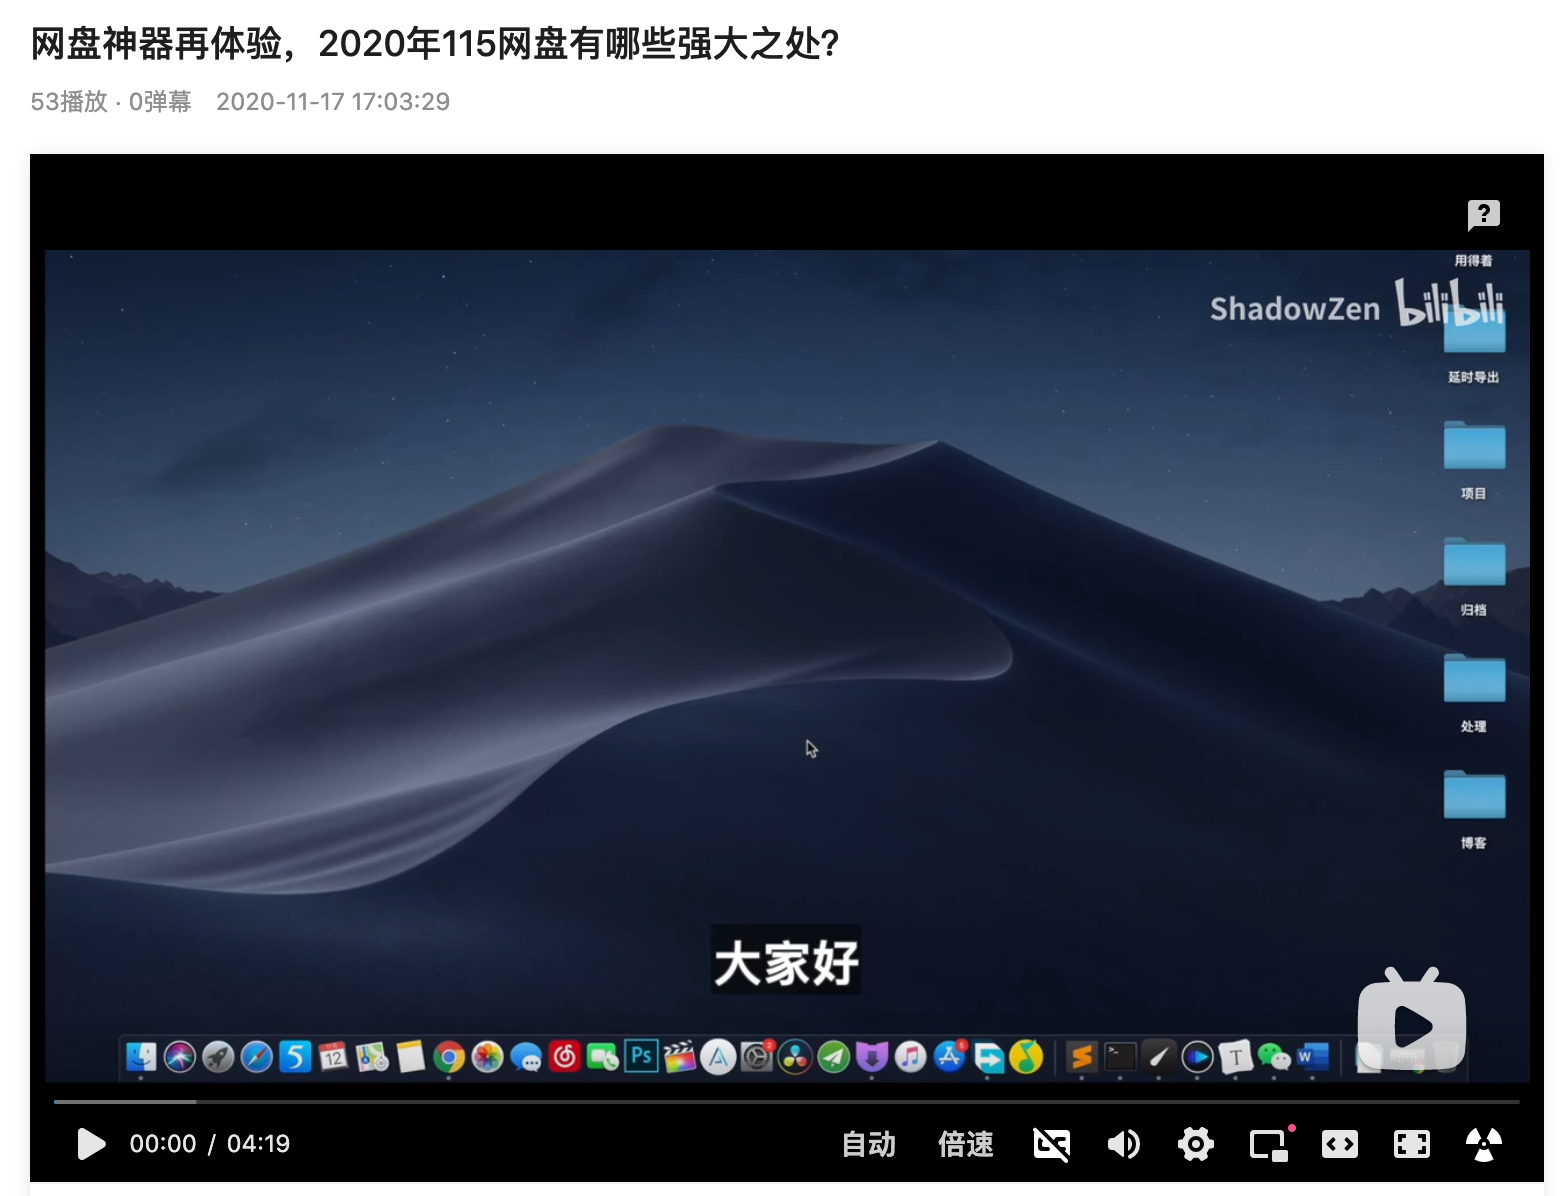 网盘神器再体验，2020年115网盘有哪些强大之处?
53播放 · 0弹幕 2020-11-17 17:03:29
?
用得着
ShadowZen bilibili
延时导出
项目
归档
处理
博客
大家好
5
12
Ps
T
W
00:00 / 04:19
自动 倍速